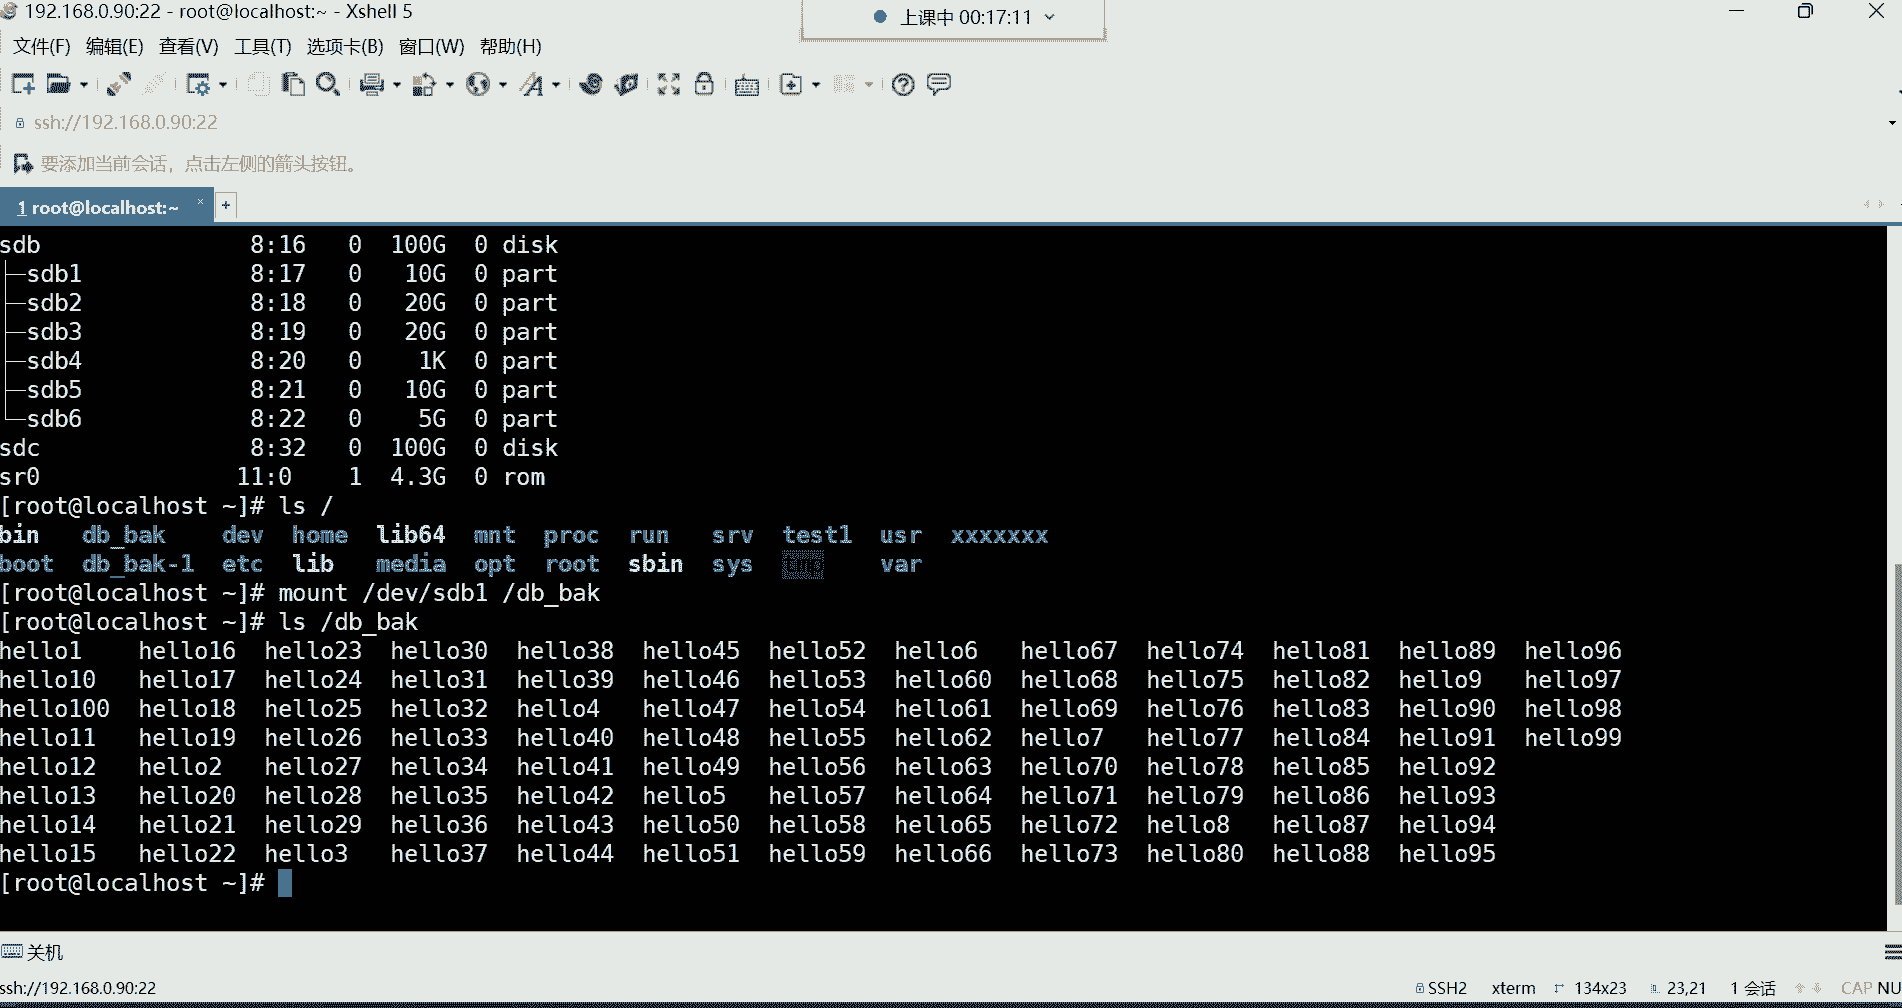 192.168.0.90:22 - root@localhost:~ - Xshell 5
上课中 00:17:11
文件(F) 编辑(E) 查看(V) 工具(T) 选项卡(B) 窗口(W) 帮助(H)
ssh://192.168.0.90:22
要添加当前会话，点击左侧的箭头按钮。
1 root@localhost:~ × +
sdb 8:16 0 100G 0 disk
├─sdb1 8:17 0 10G 0 part
├─sdb2 8:18 0 20G 0 part
├─sdb3 8:19 0 20G 0 part
├─sdb4 8:20 0 1K 0 part
├─sdb5 8:21 0 10G 0 part
└─sdb6 8:22 0 5G 0 part
sdc 8:32 0 100G 0 disk
sr0 11:0 1 4.3G 0 rom
[root@localhost ~]# ls /
bin db_bak dev home lib64 mnt proc run srv test1 usr xxxxxxx
boot db_bak-1 etc lib media opt root sbin sys tmp var
[root@localhost ~]# mount /dev/sdb1 /db_bak
[root@localhost ~]# ls /db_bak
hello1 hello16 hello23 hello30 hello38 hello45 hello52 hello6 hello67 hello74 hello81 hello89 hello96
hello10 hello17 hello24 hello31 hello39 hello46 hello53 hello60 hello68 hello75 hello82 hello9 hello97
hello100 hello18 hello25 hello32 hello4 hello47 hello54 hello61 hello69 hello76 hello83 hello90 hello98
hello11 hello19 hello26 hello33 hello40 hello48 hello55 hello62 hello7 hello77 hello84 hello91 hello99
hello12 hello2 hello27 hello34 hello41 hello49 hello56 hello63 hello70 hello78 hello85 hello92
hello13 hello20 hello28 hello35 hello42 hello5 hello57 hello64 hello71 hello79 hello86 hello93
hello14 hello21 hello29 hello36 hello43 hello50 hello58 hello65 hello72 hello8 hello87 hello94
hello15 hello22 hello3 hello37 hello44 hello51 hello59 hello66 hello73 hello80 hello88 hello95
[root@localhost ~]#
关机
ssh://192.168.0.90:22 SSH2 xterm 134x23 23,21 1 会话 CAP NU